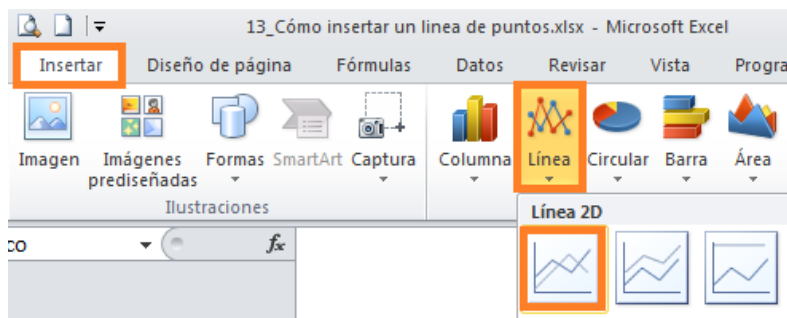 13_Cómo insertar un linea de puntos.xlsx - Microsoft Excel
Insertar Diseño de página Fórmulas Datos Revisar Vista Progra
Imagen Imágenes prediseñadas Formas SmartArt Captura Columna Línea Circular Barra Área
Ilustraciones
Línea 2D
co fx